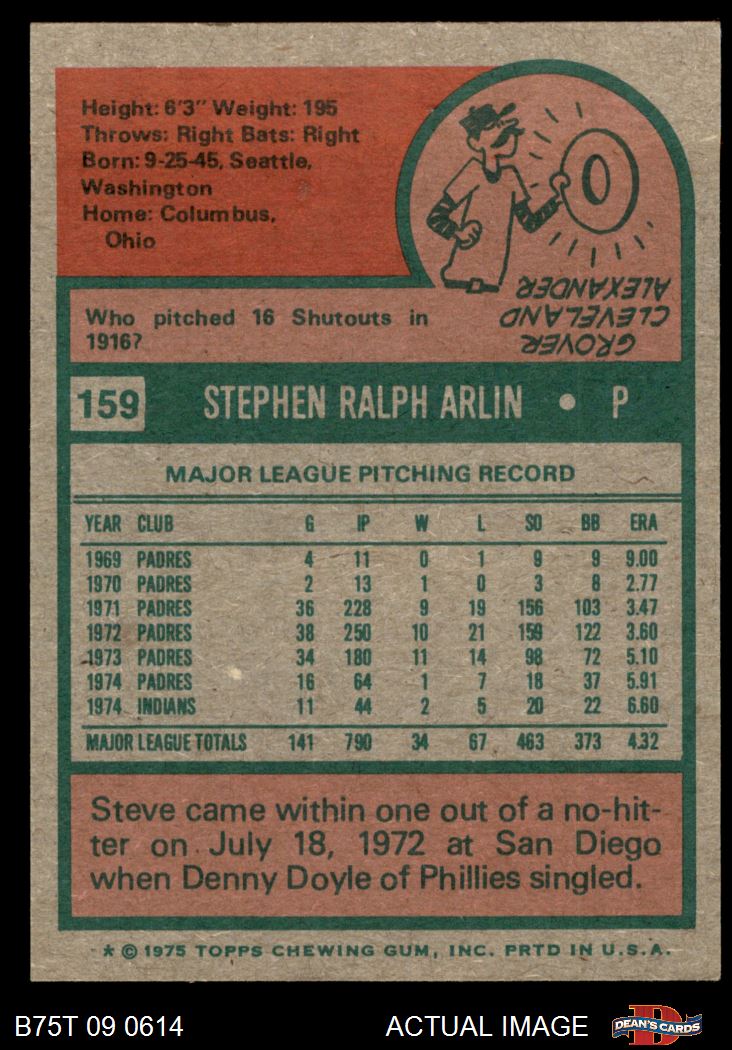 Height: 6'3" Weight: 195
Throws: Right Bats: Right
Born: 9-25-45, Seattle,
Washington
Home: Columbus,
Ohio
0
Who pitched 16 Shutouts in
1916?
GROVER
CLEVELAND
ALEXANDER
159 STEPHEN RALPH ARLIN • P
MAJOR LEAGUE PITCHING RECORD
YEAR CLUB G IP W L SO BB ERA
1969 PADRES 4 11 0 1 9 9 9.00
1970 PADRES 2 13 1 0 3 8 2.77
1971 PADRES 36 228 9 19 156 103 3.47
1972 PADRES 38 250 10 21 159 122 3.60
1973 PADRES 34 180 11 14 98 72 5.10
1974 PADRES 16 64 1 7 18 37 5.91
1974 INDIANS 11 44 2 5 20 22 6.60
MAJOR LEAGUE TOTALS 141 790 34 67 463 373 4.32
Steve came within one out of a no-hit-
ter on July 18, 1972 at San Diego
when Denny Doyle of Phillies singled.
* © 1975 TOPPS CHEWING GUM, INC. PRTD IN U.S.A.
B75T 09 0614 ACTUAL IMAGE D DEAN'S CARDS